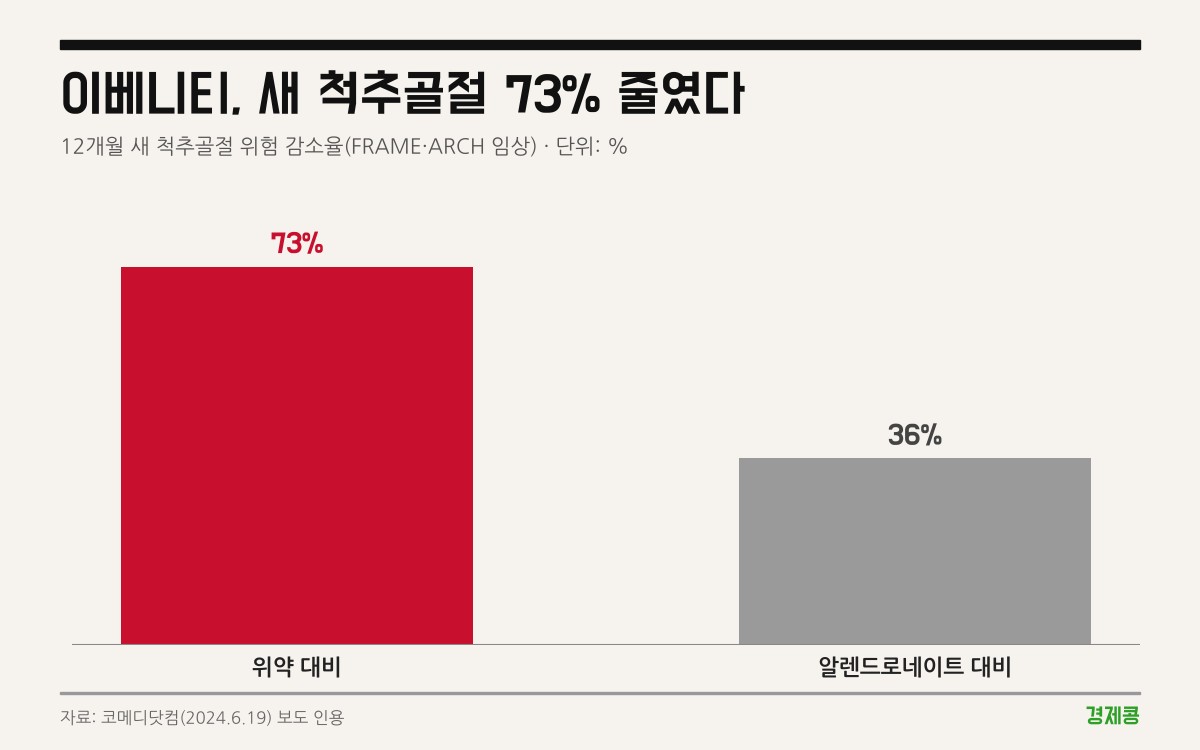 이베니티, 새 척추골절 73% 줄였다
12개월 새 척추골절 위험 감소율(FRAME·ARCH 임상) · 단위: %
73%
36%
위약 대비
알렌드로네이트 대비
자료: 코메디닷컴(2024.6.19) 보도 인용
경제콩